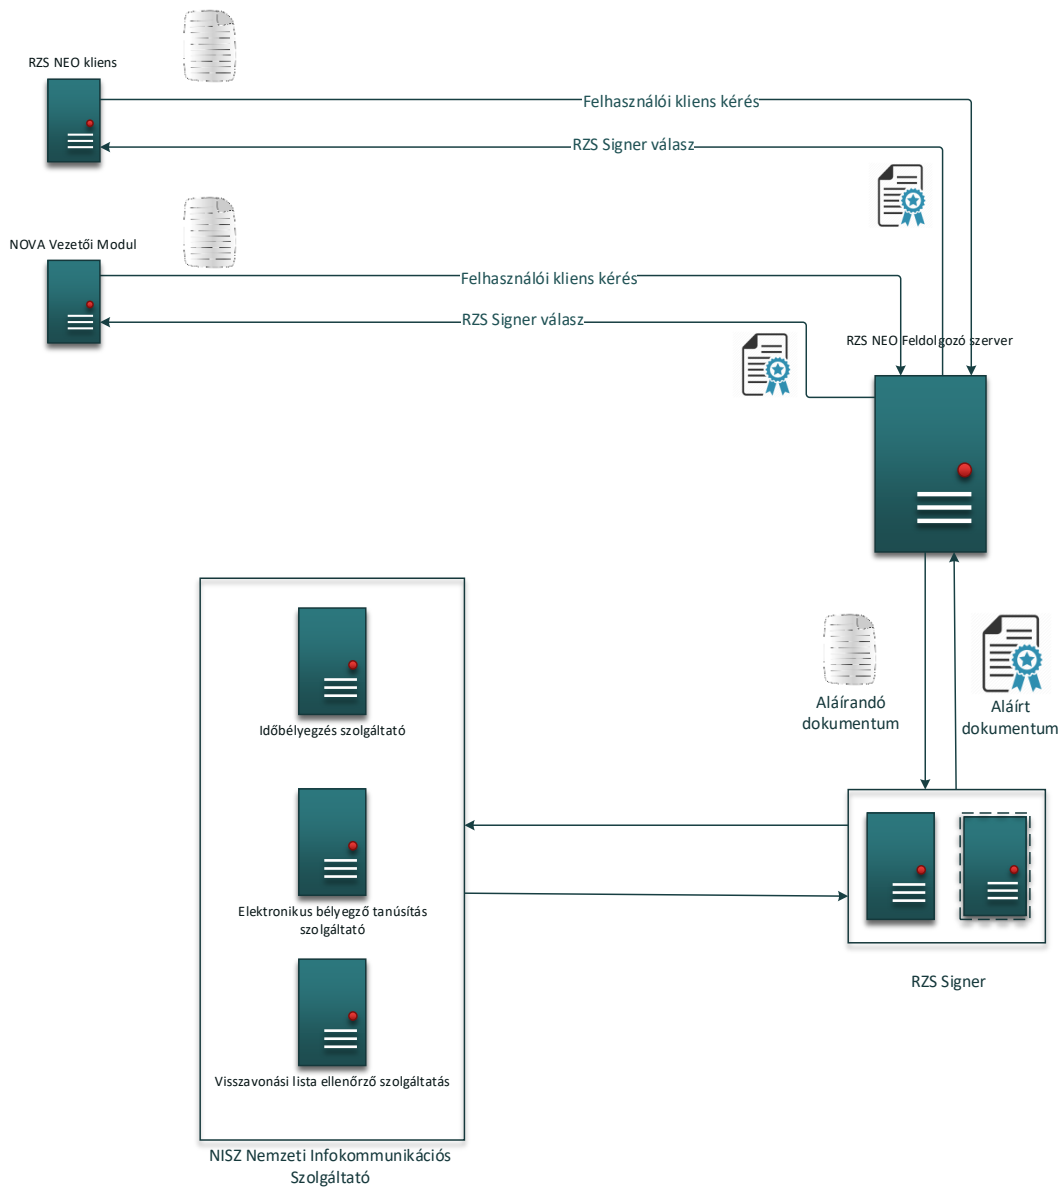 RZS NEO kliens
Felhasználói kliens kérés
RZS Signer válasz
NOVA Vezetői Modul
Felhasználói kliens kérés
RZS Signer válasz
RZS NEO Feldolgozó szerver
Aláírandó
dokumentum
Aláírt
dokumentum
Időbélyegzés szolgáltató
Elektronikus bélyegző tanúsítás
szolgáltató
Visszavonási lista ellenőrző szolgáltatás
RZS Signer
NISZ Nemzeti Infokommunikációs
Szolgáltató